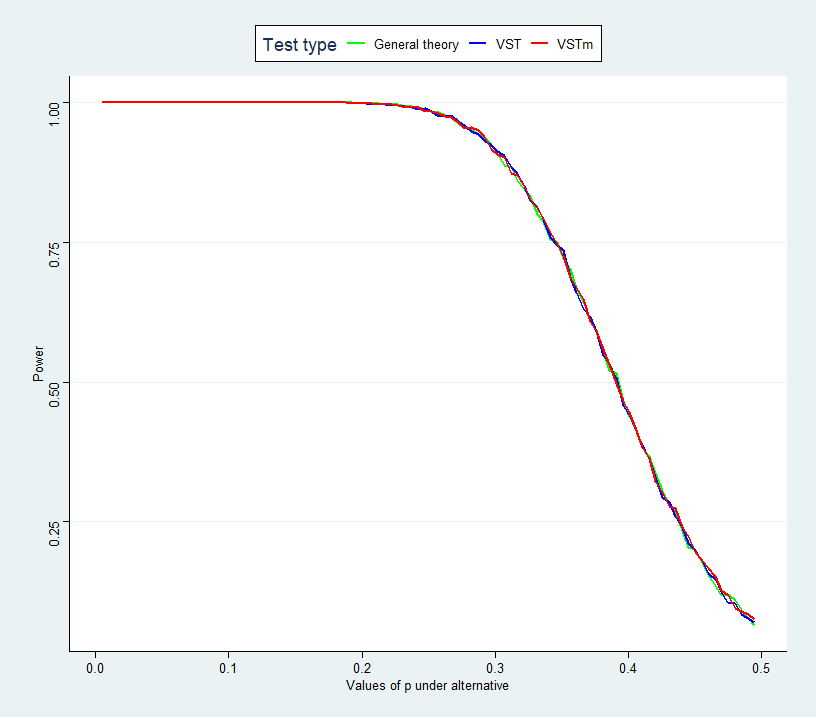 Test type General theory VST VSTm
1.00
0.75
0.50
0.25
Power
0.0 0.1 0.2 0.3 0.4 0.5
Values of p under alternative